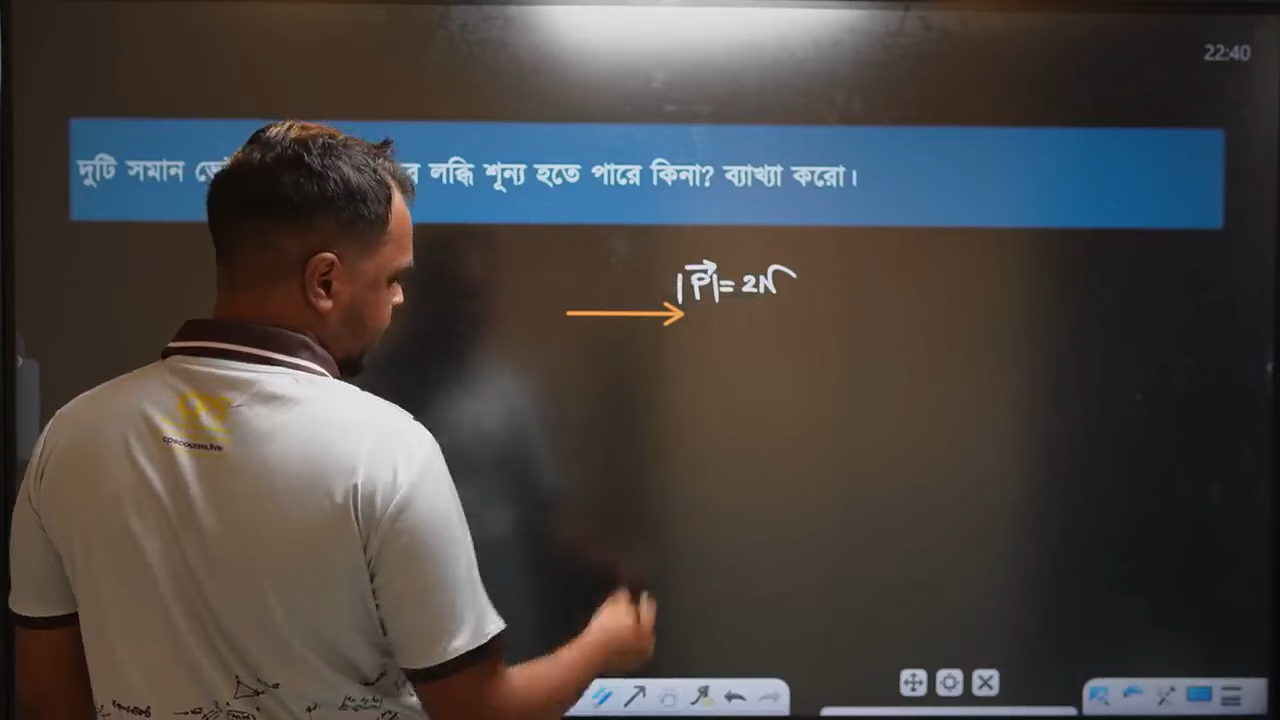 22:40
দুটি সমান লব্ধি শূন্য হতে পারে কিনা? ব্যাখ্যা করো।
|P⃗| = 2N